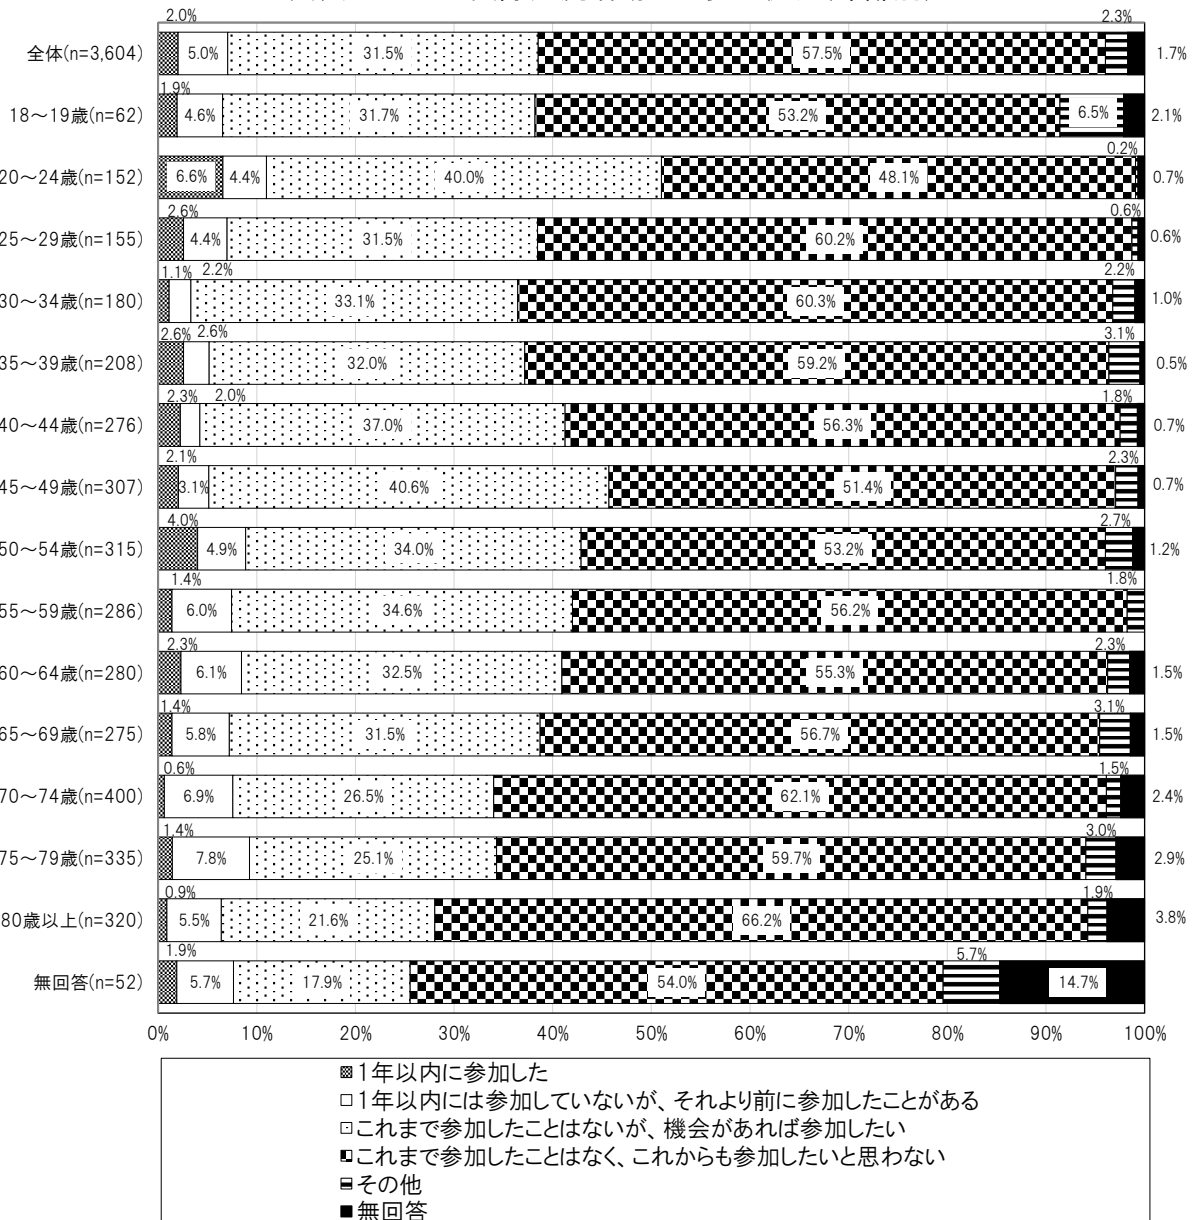 2.0% 2.3%
全体(n=3,604) 5.0% 31.5% 57.5% 1.7%
1.9%
18～19歳(n=62) 4.6% 31.7% 53.2% 6.5% 2.1%
0.2%
20～24歳(n=152) 6.6% 4.4% 40.0% 48.1% 0.7%
2.6% 0.6%
25～29歳(n=155) 4.4% 31.5% 60.2% 0.6%
1.1% 2.2% 2.2%
30～34歳(n=180) 33.1% 60.3% 1.0%
2.6% 2.6% 3.1%
35～39歳(n=208) 32.0% 59.2% 0.5%
2.3% 2.0% 1.8%
40～44歳(n=276) 37.0% 56.3% 0.7%
2.1% 2.3%
45～49歳(n=307) 3.1% 40.6% 51.4% 0.7%
4.0% 2.7%
50～54歳(n=315) 4.9% 34.0% 53.2% 1.2%
1.4% 1.8%
55～59歳(n=286) 6.0% 34.6% 56.2%
2.3% 2.3%
60～64歳(n=280) 6.1% 32.5% 55.3% 1.5%
1.4% 3.1%
65～69歳(n=275) 5.8% 31.5% 56.7% 1.5%
0.6% 1.5%
70～74歳(n=400) 6.9% 26.5% 62.1% 2.4%
1.4% 3.0%
75～79歳(n=335) 7.8% 25.1% 59.7% 2.9%
0.9% 1.9%
80歳以上(n=320) 5.5% 21.6% 66.2% 3.8%
1.9% 5.7%
無回答(n=52) 5.7% 17.9% 54.0% 14.7%
0% 10% 20% 30% 40% 50% 60% 70% 80% 90% 100%
1年以内に参加した
1年以内には参加していないが、それより前に参加したことがある
これまで参加したことはないが、機会があれば参加したい
これまで参加したことはなく、これからも参加したいと思わない
その他
無回答